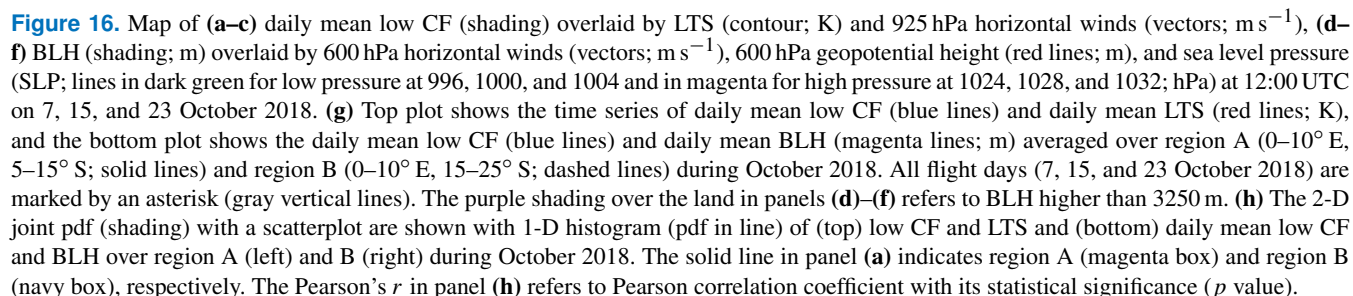 Figure 16. Map of (a–c) daily mean low CF (shading) overlaid by LTS (contour; K) and 925 hPa horizontal winds (vectors; m s⁻¹), (d–
f) BLH (shading; m) overlaid by 600 hPa horizontal winds (vectors; m s⁻¹), 600 hPa geopotential height (red lines; m), and sea level pressure
(SLP; lines in dark green for low pressure at 996, 1000, and 1004 and in magenta for high pressure at 1024, 1028, and 1032; hPa) at 12:00 UTC
on 7, 15, and 23 October 2018. (g) Top plot shows the time series of daily mean low CF (blue lines) and daily mean LTS (red lines; K),
and the bottom plot shows the daily mean low CF (blue lines) and daily mean BLH (magenta lines; m) averaged over region A (0–10° E,
5–15° S; solid lines) and region B (0–10° E, 15–25° S; dashed lines) during October 2018. All flight days (7, 15, and 23 October 2018) are
marked by an asterisk (gray vertical lines). The purple shading over the land in panels (d)–(f) refers to BLH higher than 3250 m. (h) The 2-D
joint pdf (shading) with a scatterplot are shown with 1-D histogram (pdf in line) of (top) low CF and LTS and (bottom) daily mean low CF
and BLH over region A (left) and B (right) during October 2018. The solid line in panel (a) indicates region A (magenta box) and region B
(navy box), respectively. The Pearson's r in panel (h) refers to Pearson correlation coefficient with its statistical significance (p value).